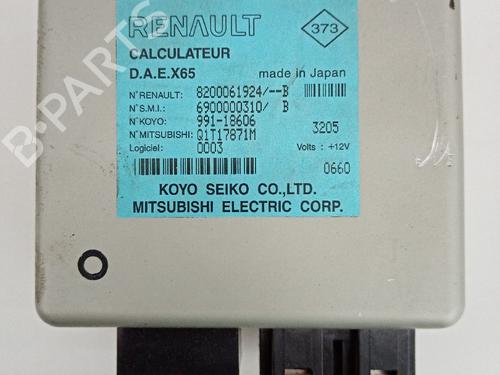 RENAULT
373
CALCULATEUR
D.A.E.X65 made in Japan
N°RENAULT: 8200061924/--B
N°S.M.I.: 6900000310/ B
N°KOYO: 991-18606
N°MITSUBISHI: Q1T17871M 3205
Logiciel: 0003 Volts : +12V
0660
KOYO SEIKO CO.,LTD.
MITSUBISHI ELECTRIC CORP.
B-PARTS